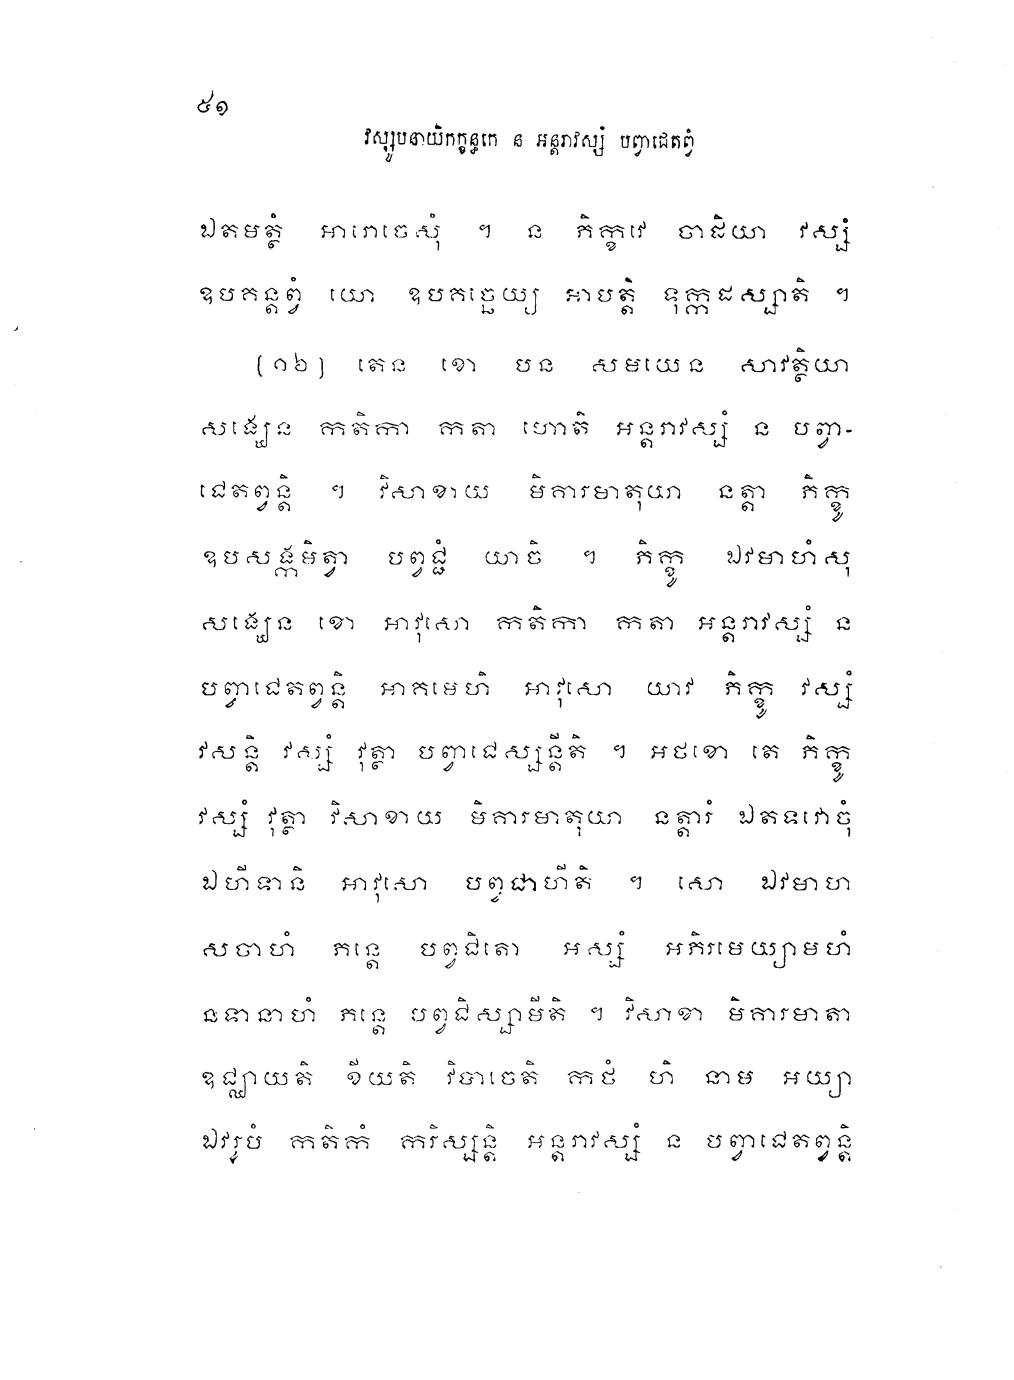 ៥១
វស្សូបនាយិកក្ខន្ធកេ ន អន្តរាវស្សំ បញ្វាជេតព្វំ
ឯតមត្ថំ អារោចេសុំ ។ ន ភិក្ខវេ ចាដិយា វស្សំ
ឧបគន្តព្វំ យោ ឧបគច្ឆេយ្យ អាបត្តិ ទុក្កដស្សាតិ ។
(១៦) តេន ខោ បន សមយេន សាវត្ថិយា
សង្ឃេន កតិកា កតា ហោតិ អន្តរាវស្សំ ន បព្វា-
ជេតព្វន្តិ ។ វិសាខាយ មិគារមាតុយា នត្តា ភិក្ខូ
ឧបសង្កមិត្វា បព្វជ្ជំ យាចិ ។ ភិក្ខូ ឯវមាហំសុ
សង្ឃេន ខោ អាវុសោ កតិកា កតា អន្តរាវស្សំ ន
បព្វាជេតព្វន្តិ អាគមេហិ អាវុសោ យាវ ភិក្ខូ វស្សំ
វសន្តិ វស្សំ វុត្ថា បព្វាជេស្សន្តីតិ ។ អថខោ តេ ភិក្ខូ
វស្សំ វុត្ថា វិសាខាយ មិគារមាតុយា នត្តារំ ឯតទវោចុំ
ឯហីទានិ អាវុសោ បព្វជាហីតិ ។ សោ ឯវមាហ
សចាហំ ភន្តេ បព្វជិតោ អស្សំ អភិរមេយ្យាមហំ
នទានាហំ ភន្តេ បព្វជិស្សាមីតិ ។ វិសាខា មិគារមាតា
ឧជ្ឈាយតិ ខីយតិ វិបាចេតិ កថំ ហិ នាម អយ្យា
ឯវរូបំ កតិកំ ករិស្សន្តិ អន្តរាវស្សំ ន បព្វាជេតព្វន្តិ